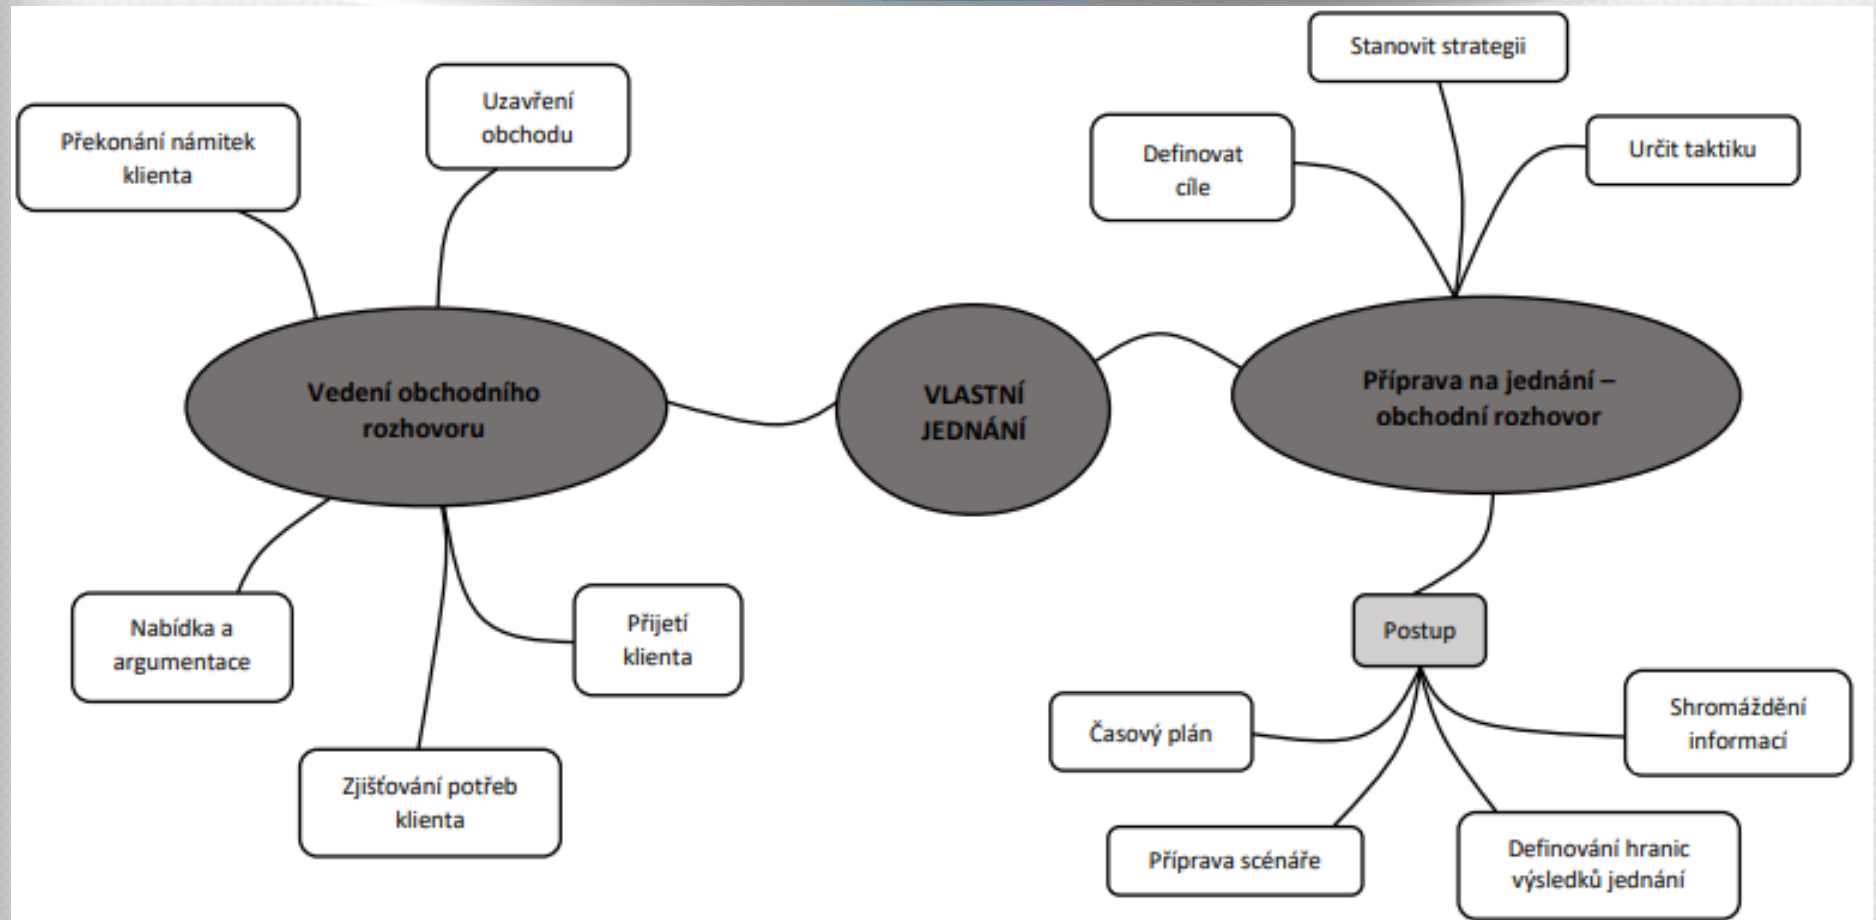 Stanovit strategii
Uzavření
obchodu
Překonání námitek
klienta
Definovat
cíle
Určit taktiku
Vedení obchodního
rozhovoru
VLASTNÍ
JEDNÁNÍ
Příprava na jednání –
obchodní rozhovor
Nabídka a
argumentace
Přijetí
klienta
Postup
Zjišťování potřeb
klienta
Časový plán
Shromáždění
informací
Příprava scénáře
Definování hranic
výsledků jednání